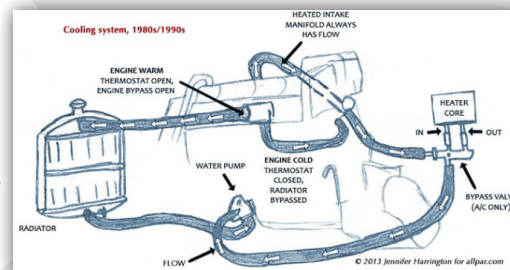 Cooling system, 1980s/1990s
HEATED INTAKE
MANIFOLD ALWAYS
HAS FLOW
ENGINE WARM
THERMOSTAT OPEN,
ENGINE BYPASS OPEN
HEATER
CORE
IN
OUT
WATER PUMP
ENGINE COLD
THERMOSTAT
CLOSED,
RADIATOR
BYPASSED
BYPASS VALV
(A/C ONLY)
RADIATOR
FLOW
© 2013 Jennifer Harrington for allpar.com